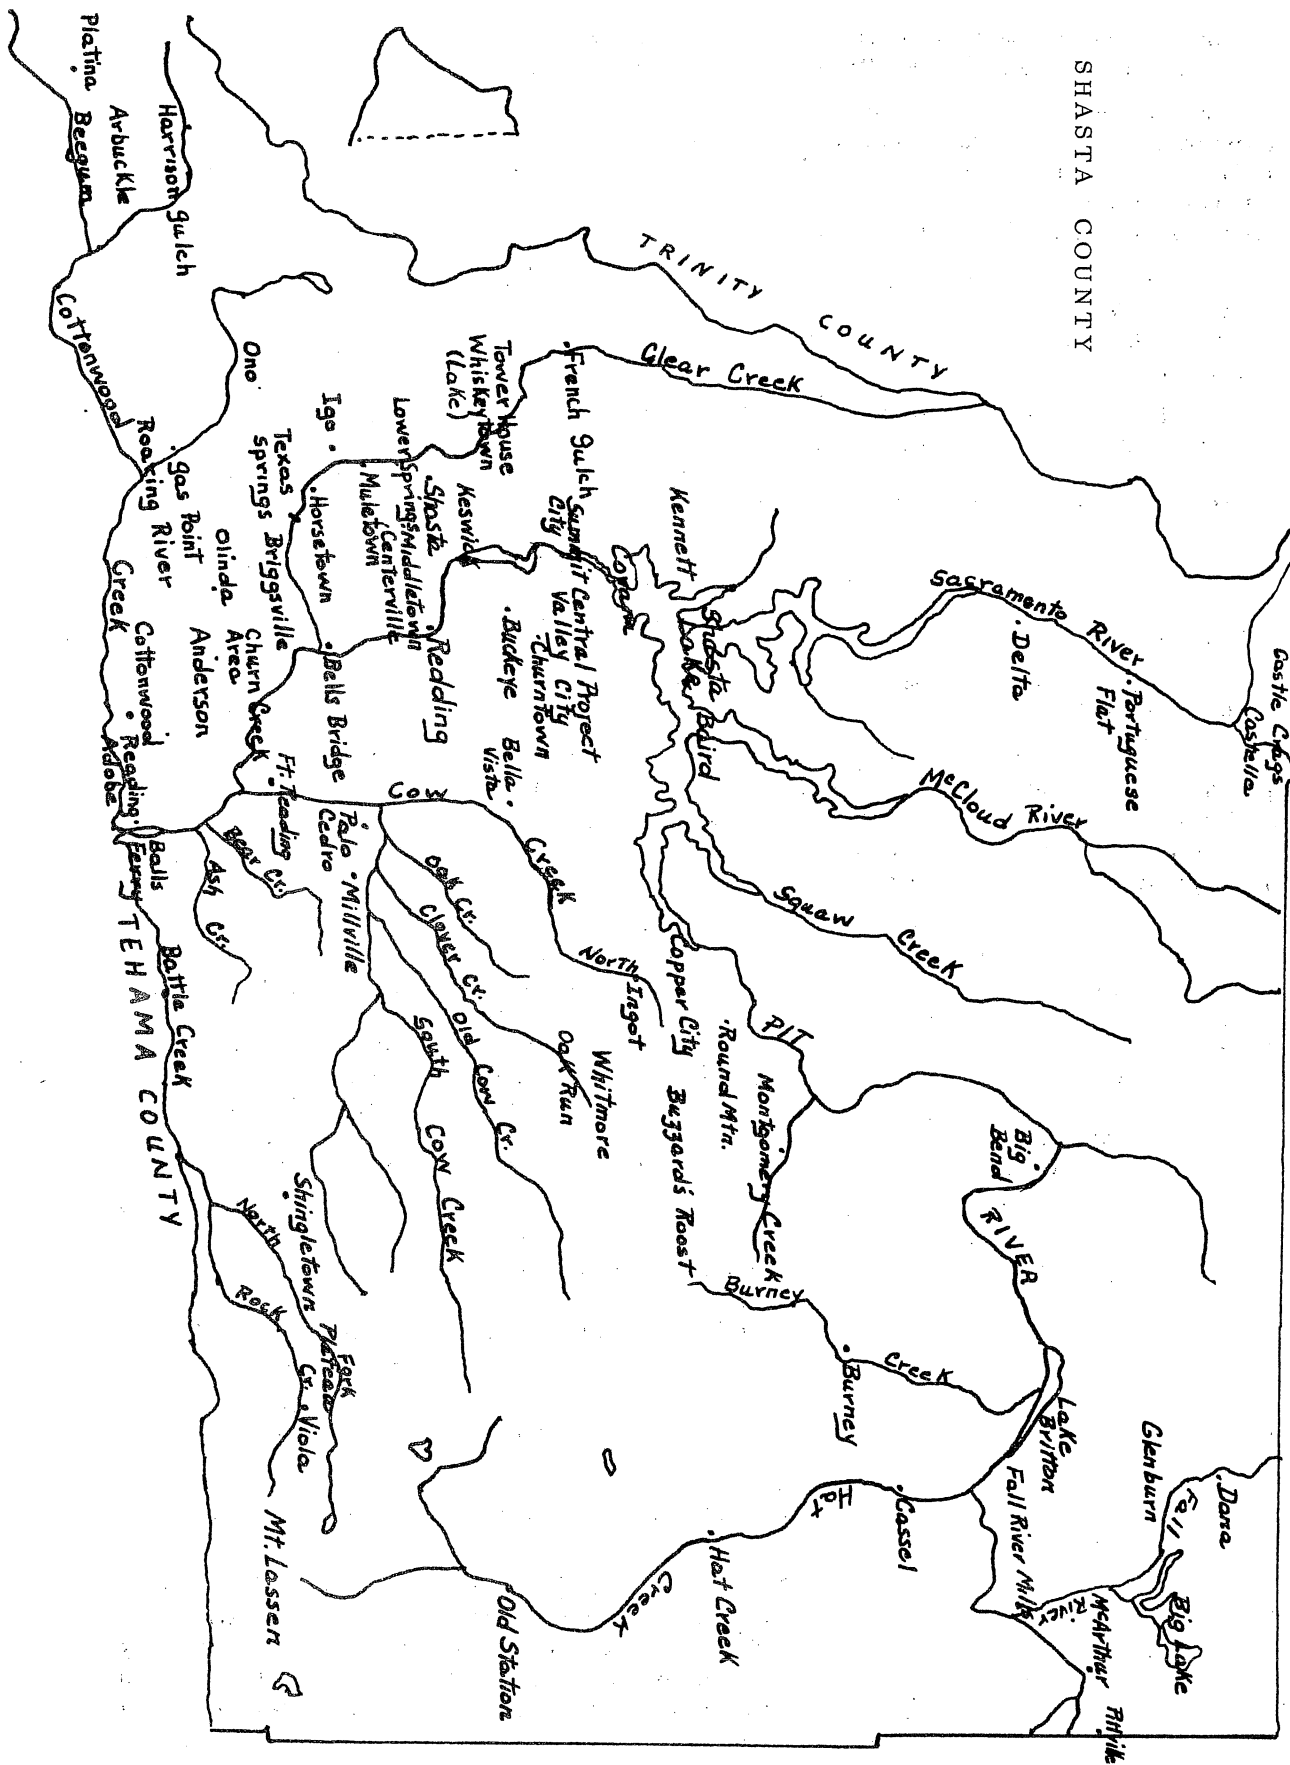 SHASTA COUNTY
TRINITY COUNTY
Castle Crags
Castella
Sacramento River
Portuguese
Flat
Delta
McCloud River
Squaw Creek
Clear Creek
French Gulch
Tower House
Whiskeytown
(Lake)
Kennett
Coram
Shasta
Lake
Baird
Summit
City
Central Project
Valley City
Churntown
Buckeye
Bella
Vista
Keswick
Shasta
Lower Springs
Middletown
Centerville
Muletown
Redding
Igo
Horsetown
Texas
Springs
Briggsville
Bells Bridge
Ono
Olinda
Churn Creek
Area
Anderson
Gas Point
Roaring River
Harrison Gulch
Arbuckle
Platina
Beegum
Cottonwood Creek
Cottonwood
Reading
Adobe
Balls
Ferry
Ft. Reading
Bear Cr.
Ash Cr.
Palo
Cedro
Millville
Cow Creek
Oak Cr.
Clover Cr.
Old Cow Cr.
South Cow Creek
Oak Run
Whitmore
North
Ingot
Copper City
Buzzard's Roost
Round Mtn.
Montgomery Creek
PIT RIVER
Big
Bend
Burney Creek
Burney
Lake
Britton
Cassel
Hat Creek
Hat Creek
Old Station
Fall River Mills
Fall River
Glenburn
Dana
Big Lake
McArthur
Pittville
Battle Creek
TEHAMA COUNTY
North Fork
Shingletown
Plateau
Rock Cr.
Viola
Mt. Lassen